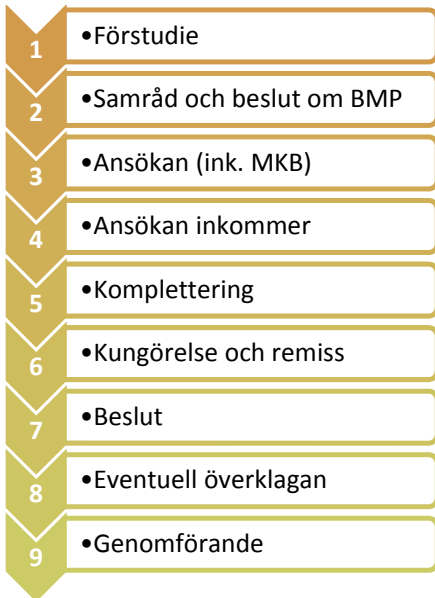 1 •Förstudie
2 •Samråd och beslut om BMP
3 •Ansökan (ink. MKB)
4 •Ansökan inkommer
5 •Komplettering
6 •Kungörelse och remiss
7 •Beslut
8 •Eventuell överklagan
9 •Genomförande